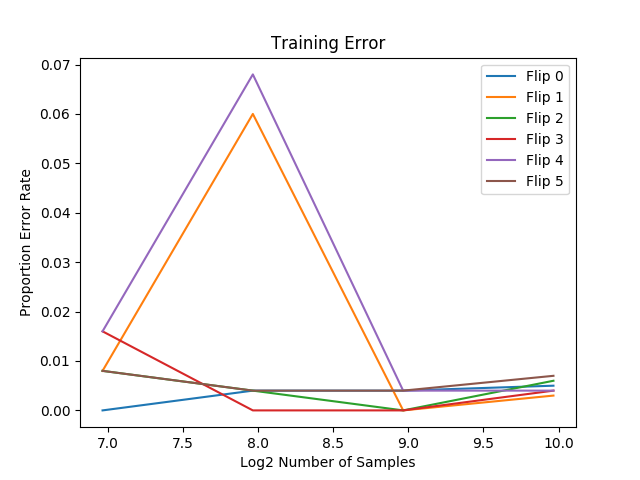 Training Error
Proportion Error Rate
0.07
0.06
0.05
0.04
0.03
0.02
0.01
0.00
Flip 0
Flip 1
Flip 2
Flip 3
Flip 4
Flip 5
7.0 7.5 8.0 8.5 9.0 9.5 10.0
Log2 Number of Samples